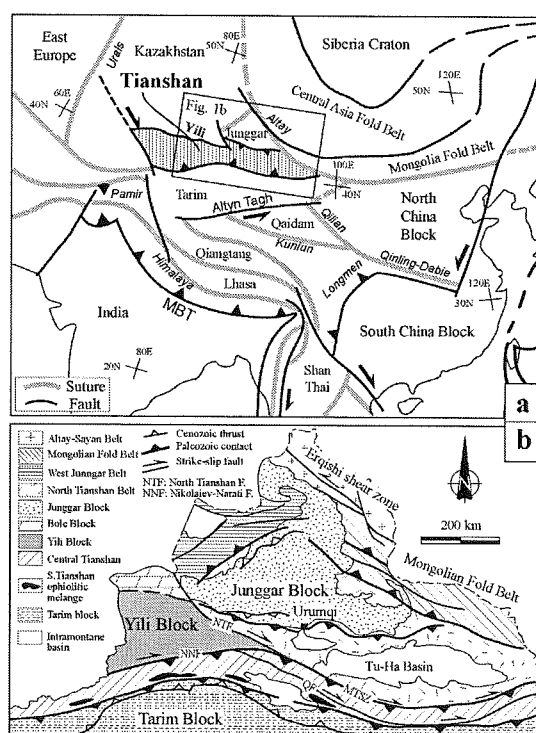 East
Europe
Urals
Kazakhstan
80E
50N
Siberia Craton
60E
40N
Tianshan
Fig. 1b
Yili
Junggar
Altay
Central Asia Fold Belt
120E
50N
Mongolia Fold Belt
100E
40N
Pamir
Tarim
Altyn Tagh
Qaidam
Qilian
Kunlun
North
China
Block
Qiangtang
Himalaya
Lhasa
MBT
Longmen
Qinling-Dabie
120E
30N
India
80E
20N
South China Block
Shan
Thai
Suture
Fault
a
b
Altay-Sayan Belt
Mongolian Fold Belt
West Junngar Belt
North Tianshan Belt
Junggar Block
Bole Block
Yili Block
Central Tianshan
S.Tianshan
ophiolitic
melange
Tarim block
Intramontane
basin
Cenozoic thrust
Paleozoic contact
Strike-slip fault
NTF: North Tianshan F.
NNF: Nikolaiev-Narati F.
Erqishi shear zone
N
200 km
Mongolian Fold Belt
Junggar Block
Urumqi
Yili Block
NTF
NNF
Tu-Ha Basin
MTSZ
QF
Tarim Block